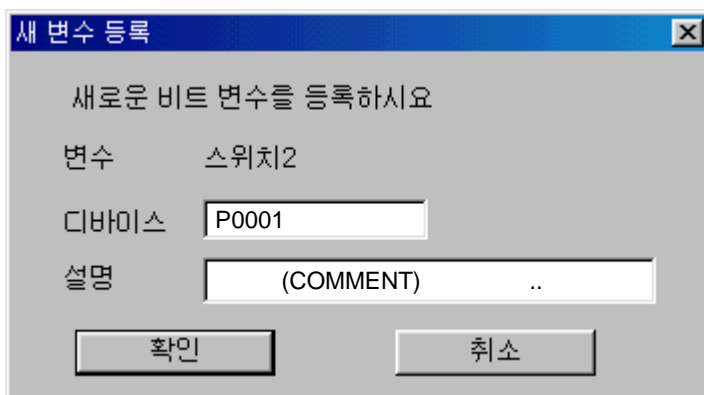 새 변수 등록
새로운 비트 변수를 등록하시요
변수 스위치2
디바이스 P0001
설명 (COMMENT) ..
확인 취소